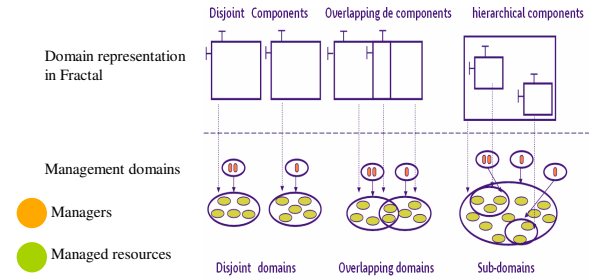 Disjoint Components
Overlapping de components
hierarchical components
Domain representation
in Fractal
Management domains
Managers
Managed resources
Disjoint domains
Overlapping domains
Sub-domains